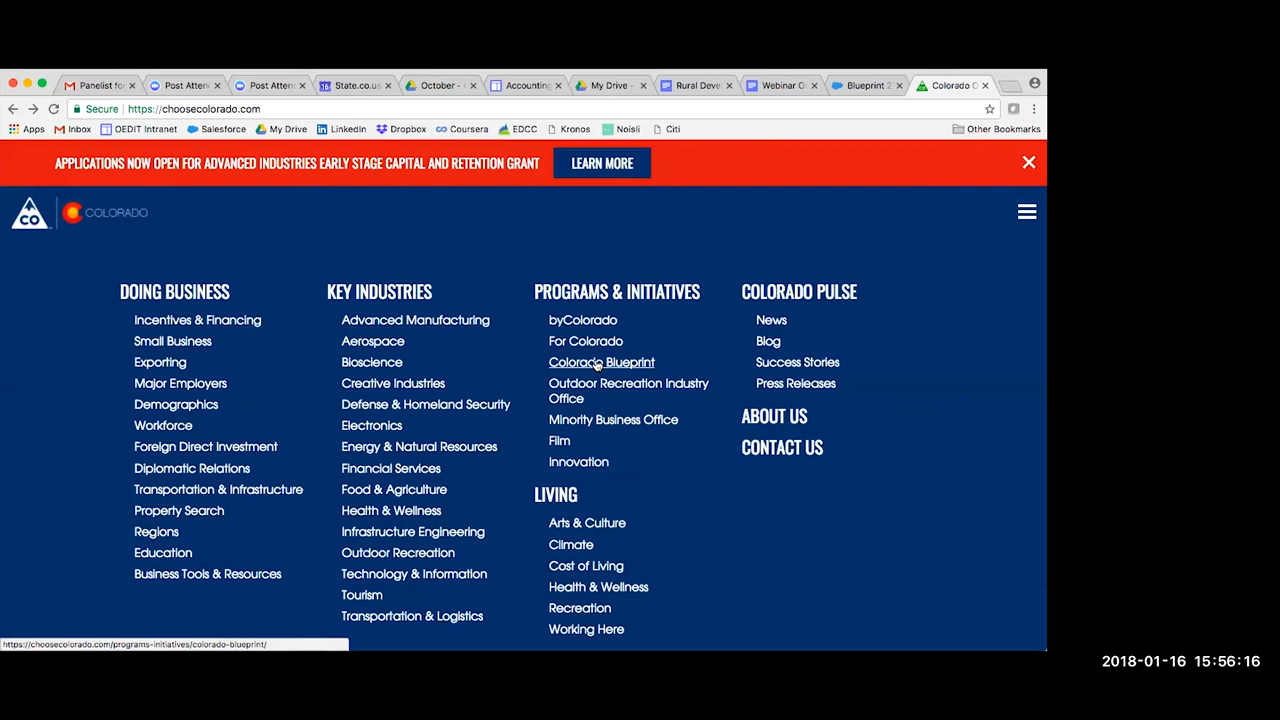 Panelist for
Post Atten
Post Atten
State.co.us
October -
Accounting
My Drive -
Rural Deve
Webinar O
Blueprint 2
Colorado O
Secure
https://choosecolorado.com
Apps
Inbox
OEDIT Intranet
Salesforce
My Drive
LinkedIn
Dropbox
Coursera
EDCC
Kronos
Noisli
Citi
Other Bookmarks
APPLICATIONS NOW OPEN FOR ADVANCED INDUSTRIES EARLY STAGE CAPITAL AND RETENTION GRANT
LEARN MORE
CO
COLORADO
DOING BUSINESS
Incentives & Financing
Small Business
Exporting
Major Employers
Demographics
Workforce
Foreign Direct Investment
Diplomatic Relations
Transportation & Infrastructure
Property Search
Regions
Education
Business Tools & Resources
KEY INDUSTRIES
Advanced Manufacturing
Aerospace
Bioscience
Creative Industries
Defense & Homeland Security
Electronics
Energy & Natural Resources
Financial Services
Food & Agriculture
Health & Wellness
Infrastructure Engineering
Outdoor Recreation
Technology & Information
Tourism
Transportation & Logistics
PROGRAMS & INITIATIVES
byColorado
For Colorado
Colorado Blueprint
Outdoor Recreation Industry
Office
Minority Business Office
Film
Innovation
LIVING
Arts & Culture
Climate
Cost of Living
Health & Wellness
Recreation
Working Here
COLORADO PULSE
News
Blog
Success Stories
Press Releases
ABOUT US
CONTACT US
https://choosecolorado.com/programs-initiatives/colorado-blueprint/
2018-01-16 15:56:16